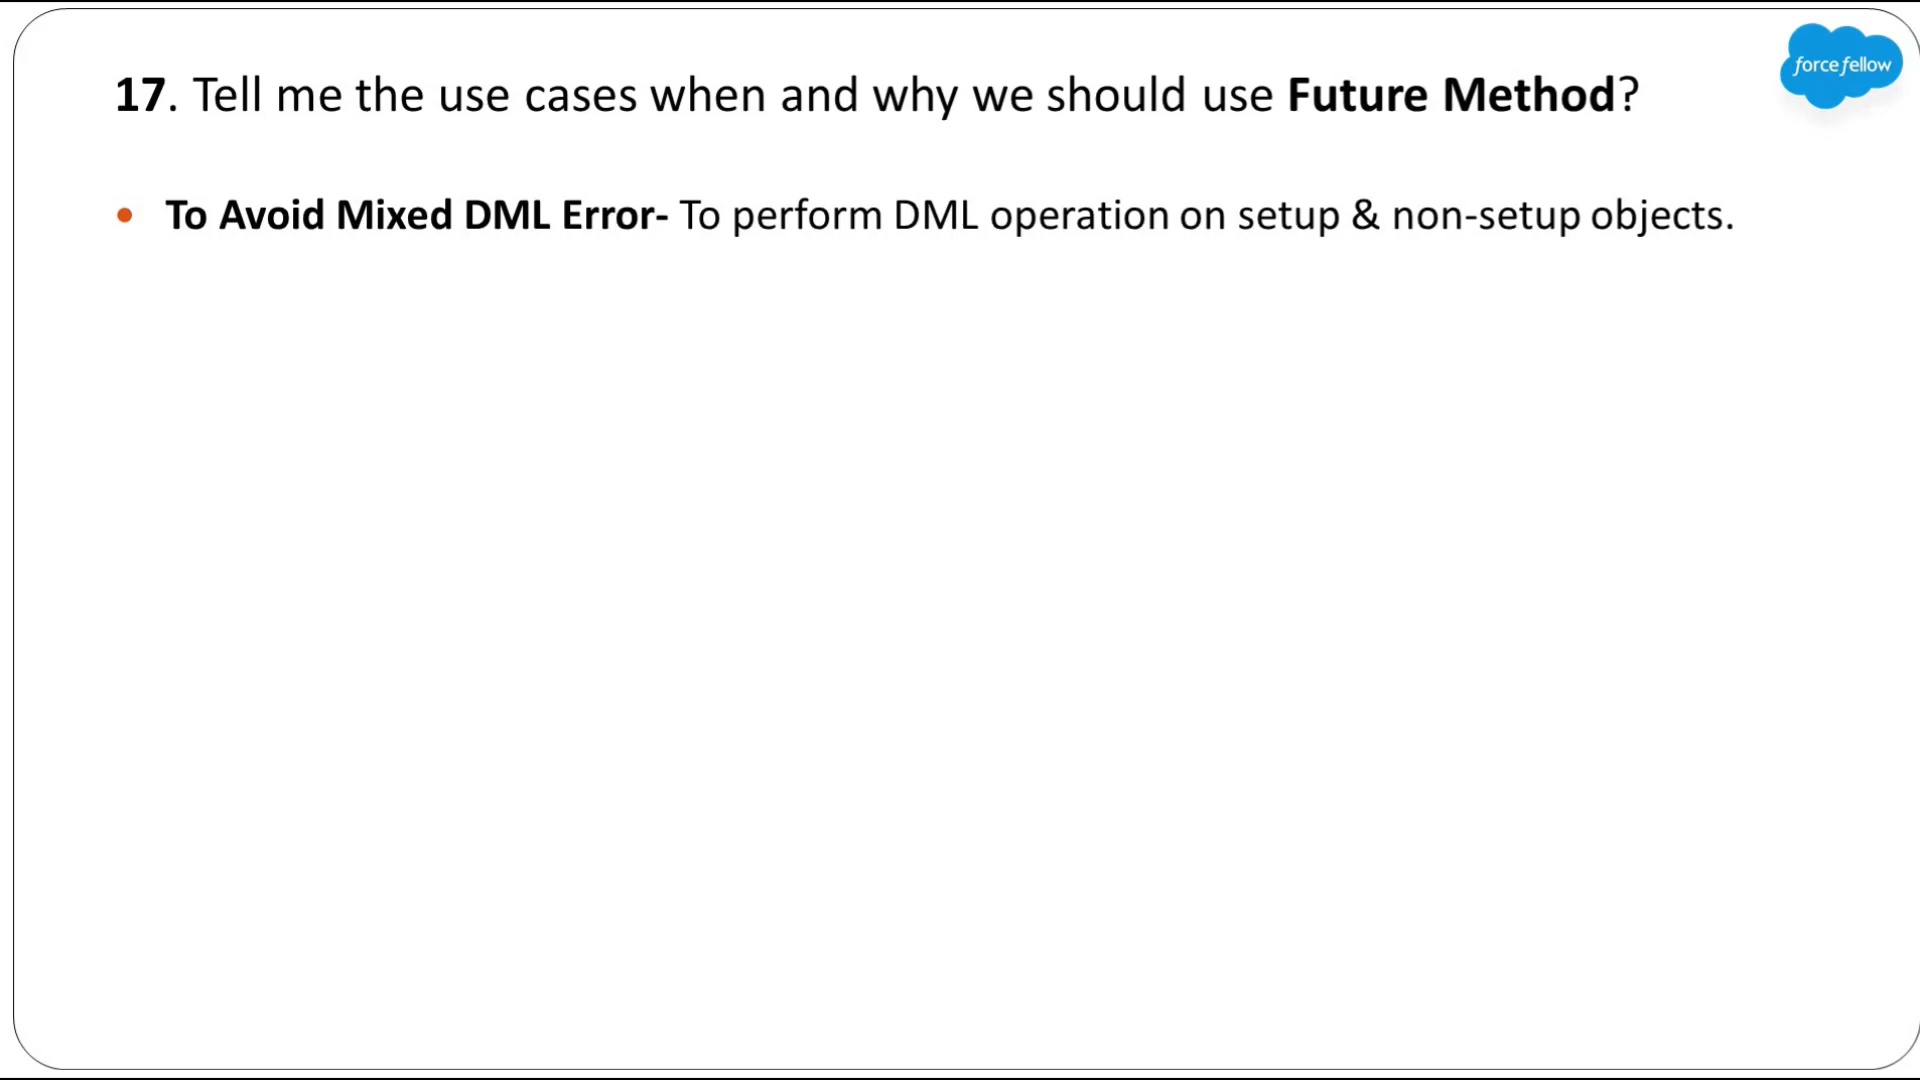 17. Tell me the use cases when and why we should use Future Method?
force fellow
• To Avoid Mixed DML Error- To perform DML operation on setup & non-setup objects.